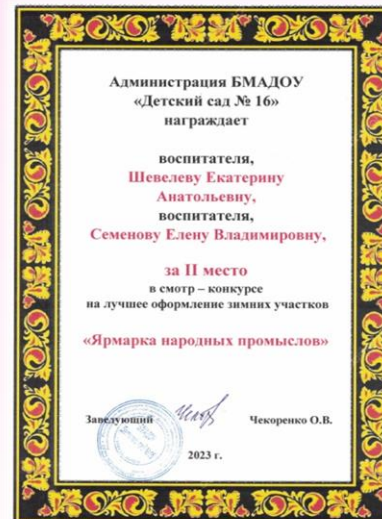 Администрация БМАДОУ
«Детский сад № 16»
награждает
воспитателя,
Шевелеву Екатерину
Анатольевну,
воспитателя,
Семенову Елену Владимировну,
за II место
в смотр – конкурсе
на лучшее оформление зимних участков
«Ярмарка народных промыслов»
Заведующий Чекоренко О.В.
2023 г.